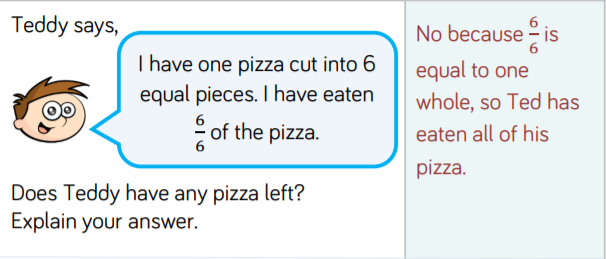 Teddy says,
I have one pizza cut into 6
equal pieces. I have eaten
6/6 of the pizza.
Does Teddy have any pizza left?
Explain your answer.
No because 6/6 is
equal to one
whole, so Ted has
eaten all of his
pizza.